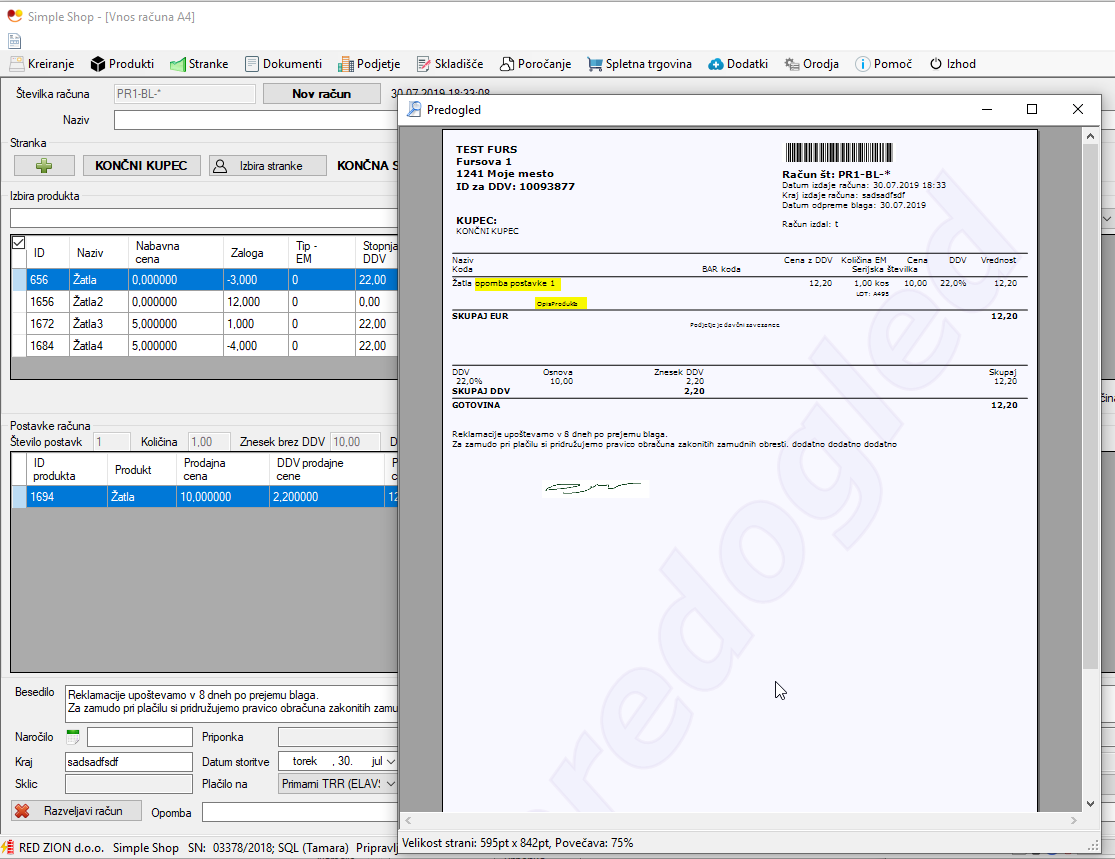 Simple Shop - [Vnos računa A4]
Kreiranje Produkti Stranke Dokumenti Podjetje Skladišče Poročanje Spletna trgovina Dodatki Orodja Pomoč Izhod
Številka računa PR1-BL-* Nov račun 30.07.2019 18:33:08
Naziv
Stranka
KONČNI KUPEC Izbira stranke KONČNA S
Izbira produkta
ID Naziv Nabavna cena Zaloga Tip - EM Stopnja DDV
656 Žatla 0,000000 -3,000 0 22,00
1656 Žatla2 0,000000 12,000 0 0,00
1672 Žatla3 5,000000 1,000 0 22,00
1684 Žatla4 5,000000 -4,000 0 22,00
Postavke računa
Število postavk 1 Količina 1,00 Znesek brez DDV 10,00 D
ID produkta Produkt Prodajna cena DDV prodajne cene P c
1694 Žatla 10,000000 2,200000 12
Besedilo Reklamacije upoštevamo v 8 dneh po prejemu blaga.
Za zamudo pri plačilu si pridružujemo pravico obračuna zakonitih zamu
Naročilo Priponka
Kraj sadsadfsdf Datum storitve torek , 30. jul
Sklic Plačilo na Primarni TRR (ELAVS
Razveljavi račun Opomba
RED ZION d.o.o. Simple Shop SN: 03378/2018; SQL (Tamara) Pripravlj
Predogled
TEST FURS
Fursova 1
1241 Moje mesto
ID za DDV: 10093877
Račun št: PR1-BL-*
Datum izdaje računa: 30.07.2019 18:33
Kraj izdaje računa: sadsadfsdf
Datum odpreme blaga: 30.07.2019
KUPEC:
KONČNI KUPEC
Račun izdal: t
Naziv Cena z DDV Količina EM Cena DDV Vrednost
Koda BAR koda Serijska številka
Žatla opomba postavke 1 12,20 1,00 kos 10,00 22,0% 12,20
LOT: A495
OpisProdukta
SKUPAJ EUR 12,20
Podjetje je davčni zavezanec.
DDV Osnova Znesek DDV Skupaj
22,0% 10,00 2,20 12,20
SKUPAJ DDV 2,20
GOTOVINA 12,20
Reklamacije upoštevamo v 8 dneh po prejemu blaga.
Za zamudo pri plačilu si pridružujemo pravico obračuna zakonitih zamudnih obresti. dodatno dodatno dodatno
predogled
Velikost strani: 595pt x 842pt, Povečava: 75%